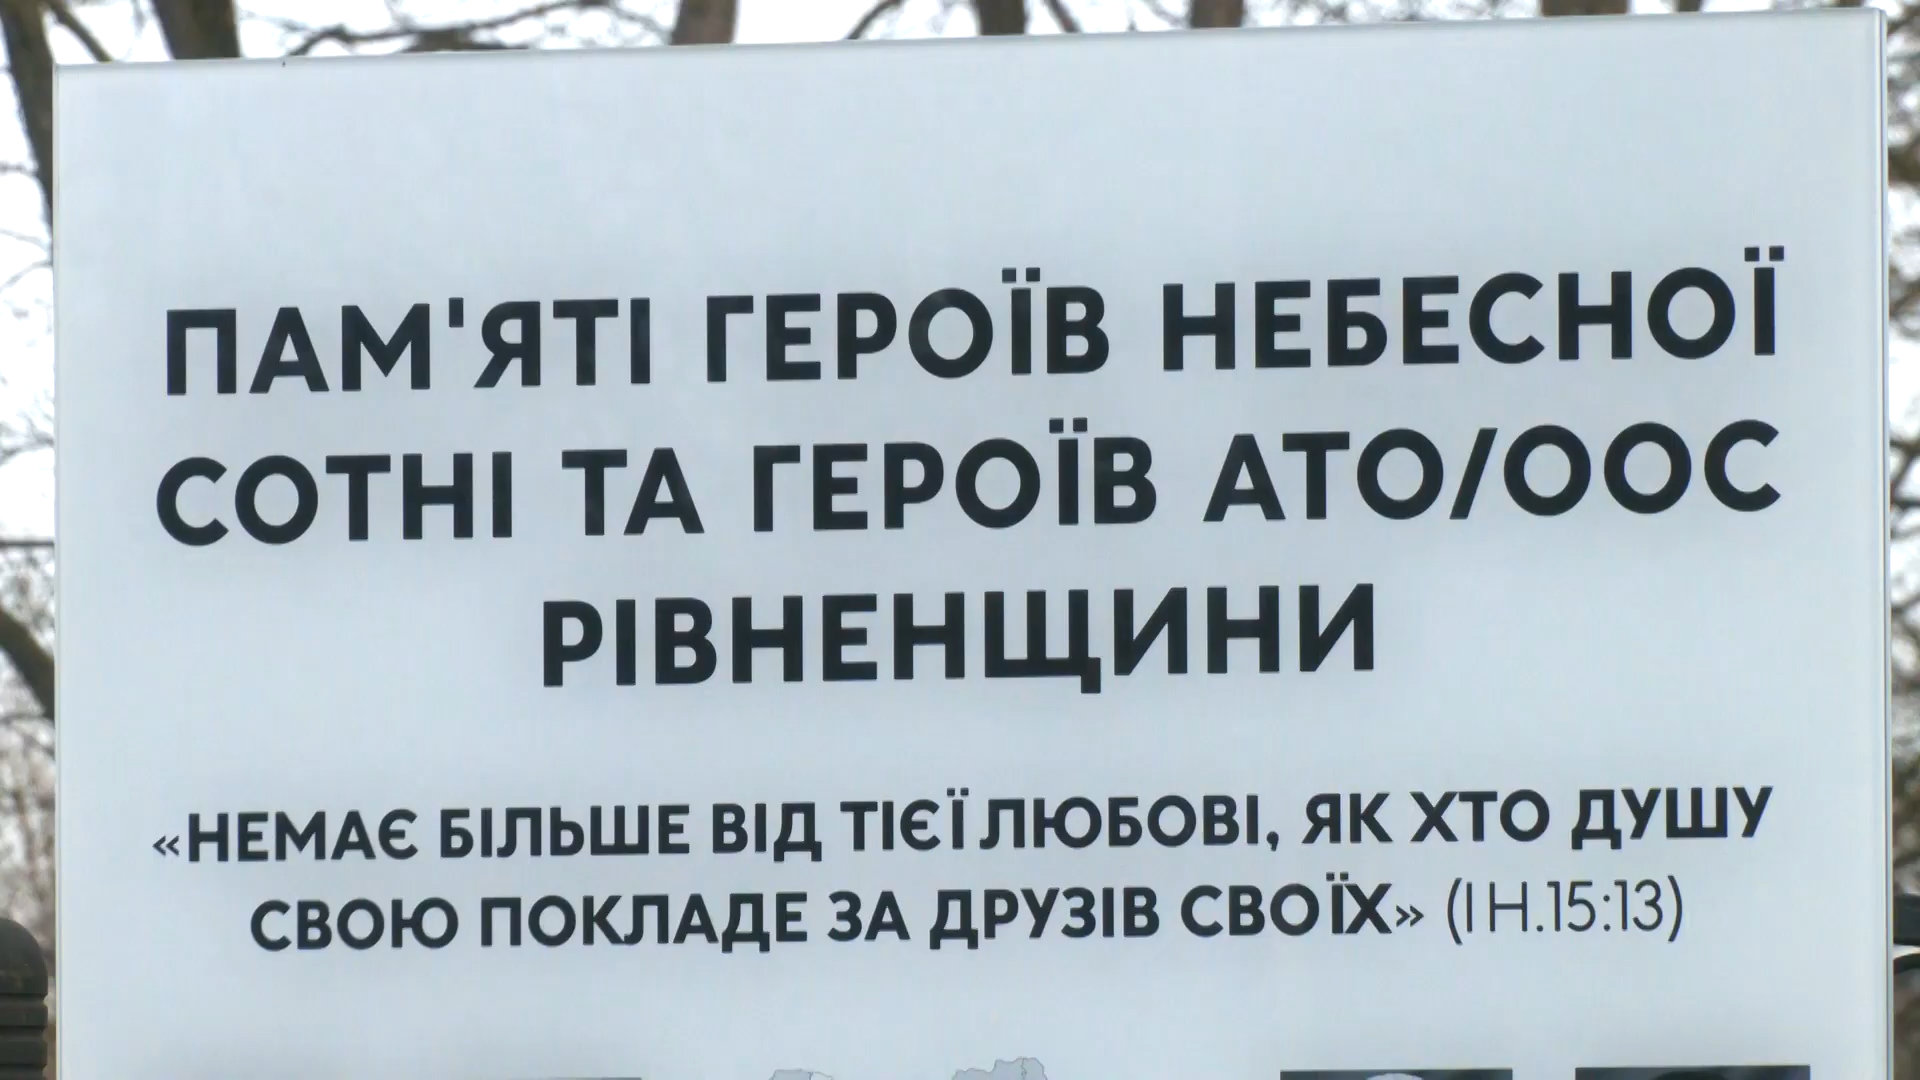 ПАМ'ЯТІ ГЕРОЇВ НЕБЕСНОЇ
СОТНІ ТА ГЕРОЇВ АТО/ООС
РІВНЕНЩИНИ
«НЕМАЄ БІЛЬШЕ ВІД ТІЄЇ ЛЮБОВІ, ЯК ХТО ДУШУ
СВОЮ ПОКЛАДЕ ЗА ДРУЗІВ СВОЇХ» (ІН.15:13)